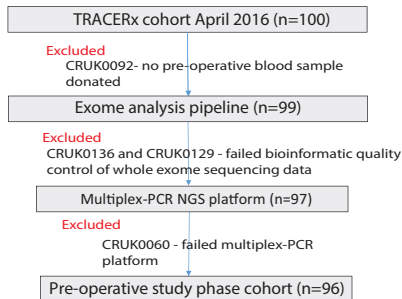 TRACERx cohort April 2016 (n=100)
Excluded
CRUK0092- no pre-operative blood sample
donated
Exome analysis pipeline (n=99)
Excluded
CRUK0136 and CRUK0129 - failed bioinformatic quality
control of whole exome sequencing data
Multiplex-PCR NGS platform (n=97)
Excluded
CRUK0060 - failed multiplex-PCR
platform
Pre-operative study phase cohort (n=96)